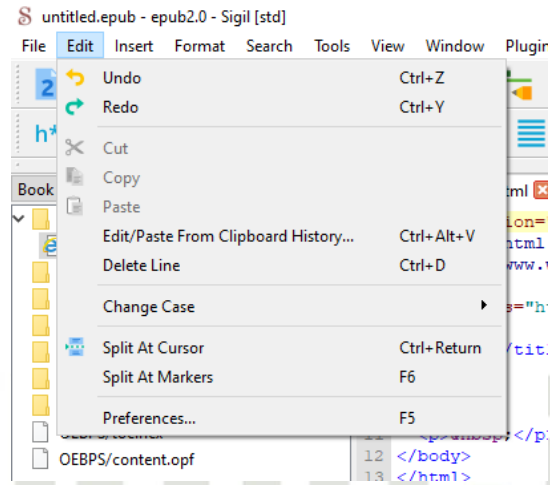 untitled.epub - epub2.0 - Sigil [std]
File Edit Insert Format Search Tools View Window
Undo Ctrl+Z
Redo Ctrl+Y
Cut
Copy
Paste
Edit/Paste From Clipboard History... Ctrl+Alt+V
Delete Line Ctrl+D
Change Case
Split At Cursor Ctrl+Return
Split At Markers F6
Preferences... F5
Book
OEBPS/content.opf
12 </body>
13 </html>